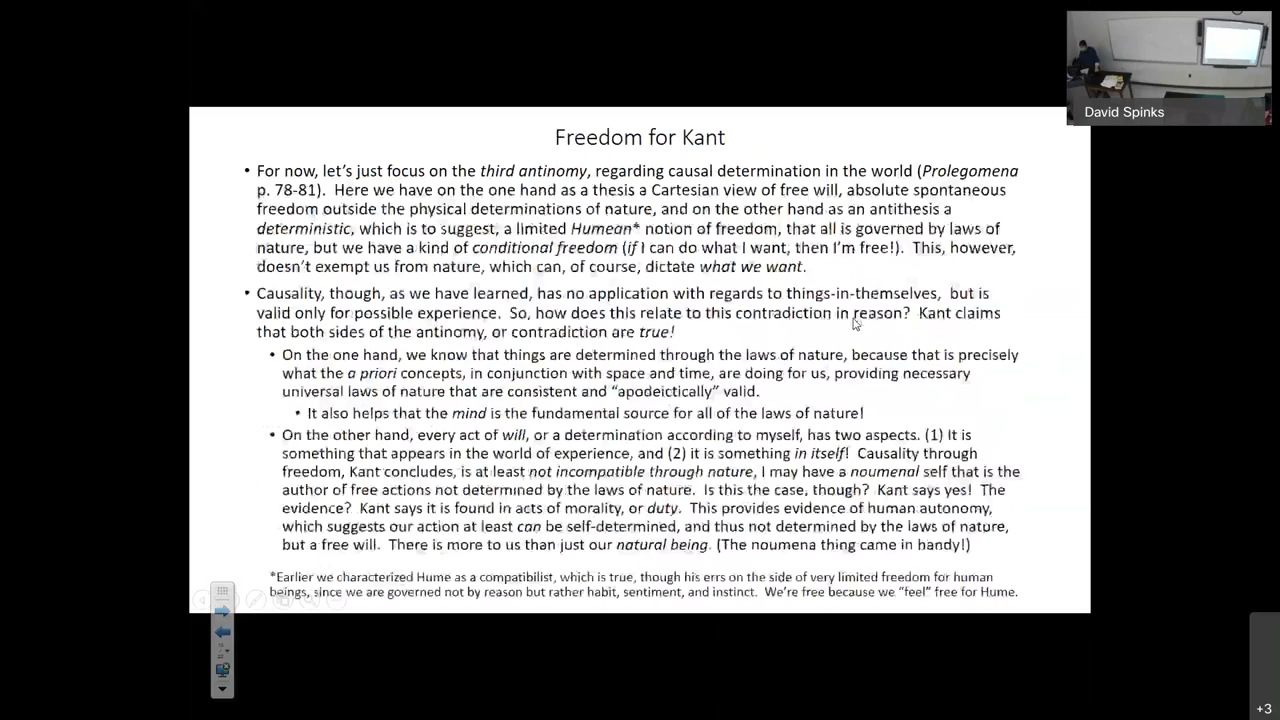 David Spinks
Freedom for Kant
• For now, let's just focus on the third antinomy, regarding causal determination in the world (Prolegomena
p. 78-81). Here we have on the one hand as a thesis a Cartesian view of free will, absolute spontaneous
freedom outside the physical determinations of nature, and on the other hand as an antithesis a
deterministic, which is to suggest, a limited Humean* notion of freedom, that all is governed by laws of
nature, but we have a kind of conditional freedom (if I can do what I want, then I'm free!). This, however,
doesn't exempt us from nature, which can, of course, dictate what we want.
• Causality, though, as we have learned, has no application with regards to things-in-themselves, but is
valid only for possible experience. So, how does this relate to this contradiction in reason? Kant claims
that both sides of the antinomy, or contradiction are true!
• On the one hand, we know that things are determined through the laws of nature, because that is precisely
what the a priori concepts, in conjunction with space and time, are doing for us, providing necessary
universal laws of nature that are consistent and "apodeictically" valid.
• It also helps that the mind is the fundamental source for all of the laws of nature!
• On the other hand, every act of will, or a determination according to myself, has two aspects. (1) It is
something that appears in the world of experience, and (2) it is something in itself! Causality through
freedom, Kant concludes, is at least not incompatible through nature, I may have a noumenal self that is the
author of free actions not determined by the laws of nature. Is this the case, though? Kant says yes! The
evidence? Kant says it is found in acts of morality, or duty. This provides evidence of human autonomy,
which suggests our action at least can be self-determined, and thus not determined by the laws of nature,
but a free will. There is more to us than just our natural being. (The noumena thing came in handy!)
*Earlier we characterized Hume as a compatibilist, which is true, though his errs on the side of very limited freedom for human
beings, since we are governed not by reason but rather habit, sentiment, and instinct. We're free because we "feel" free for Hume.
+3